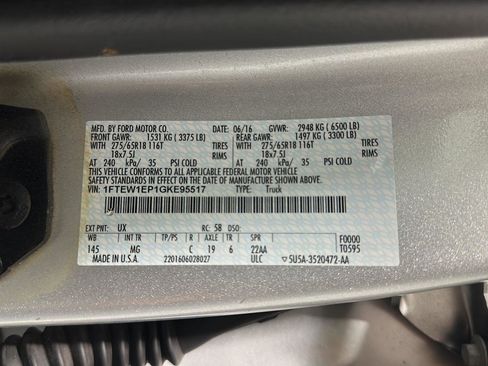 MFD. BY FORD MOTOR CO. 06/16 GVWR: 2948 KG ( 6500 LB)
FRONT GAWR: 1531 KG ( 3375 LB) REAR GAWR: 1497 KG ( 3300 LB)
WITH 275/65R18 116T TIRES WITH 275/65R18 116T TIRES
18x7.5J RIMS 18x7.5J RIMS
AT 240 kPa/ 35 PSI COLD AT 240 kPa/ 35 PSI COLD
THIS VEHICLE CONFORMS TO ALL APPLICABLE FEDERAL MOTOR VEHICLE
SAFETY STANDARDS IN EFFECT ON THE DATE OF MANUFACTURE SHOWN ABOVE.
VIN: 1FTEW1EP1GKE95517 TYPE: Truck
EXT PNT: UX RC: 58 DSO:
WB BRK INT TR TP/PS R AXLE TR SPR F0000
145 MG C 19 6 22AA T0595
MADE IN U.S.A. 2201606028027 ULC 5U5A-3520472-AA